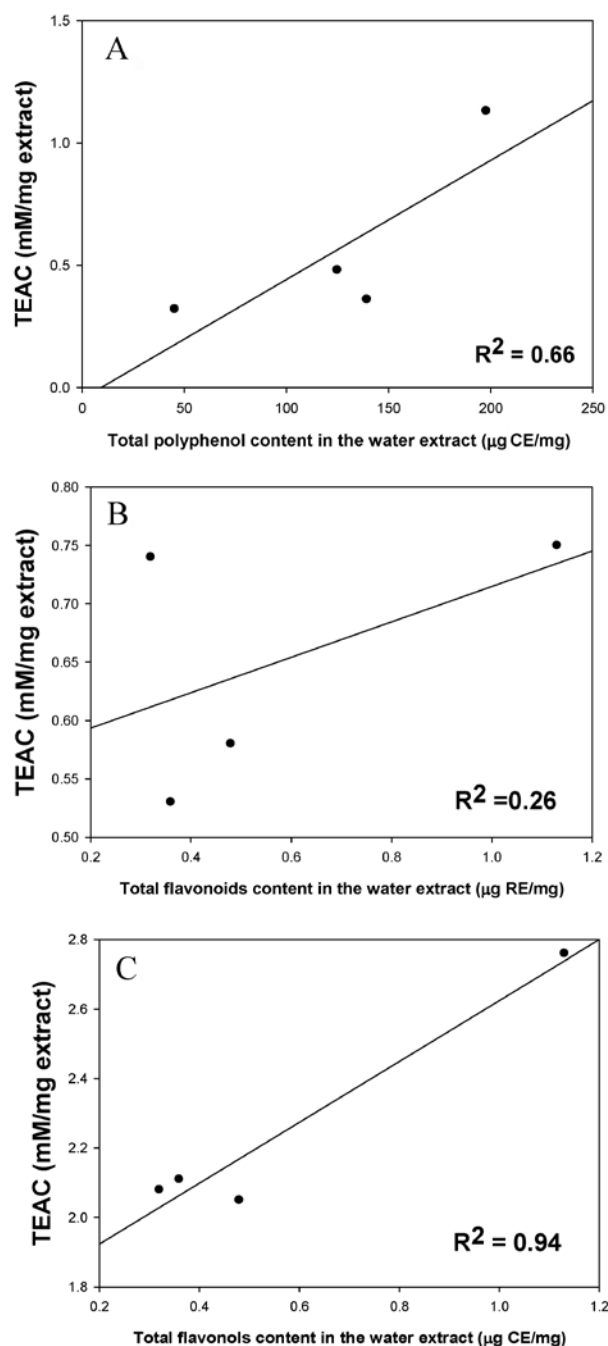 A
1.5
1.0
0.5
0.0
TEAC (mM/mg extract)
R2 = 0.66
0 50 100 150 200 250
Total polyphenol content in the water extract (μg CE/mg)
B
0.80
0.75
0.70
0.65
0.60
0.55
0.50
TEAC (mM/mg extract)
R2 =0.26
0.2 0.4 0.6 0.8 1.0 1.2
Total flavonoids content in the water extract (μg RE/mg)
C
2.8
2.6
2.4
2.2
2.0
1.8
TEAC (mM/mg extract)
R2 = 0.94
0.2 0.4 0.6 0.8 1.0 1.2
Total flavonols content in the water extract (μg CE/mg)